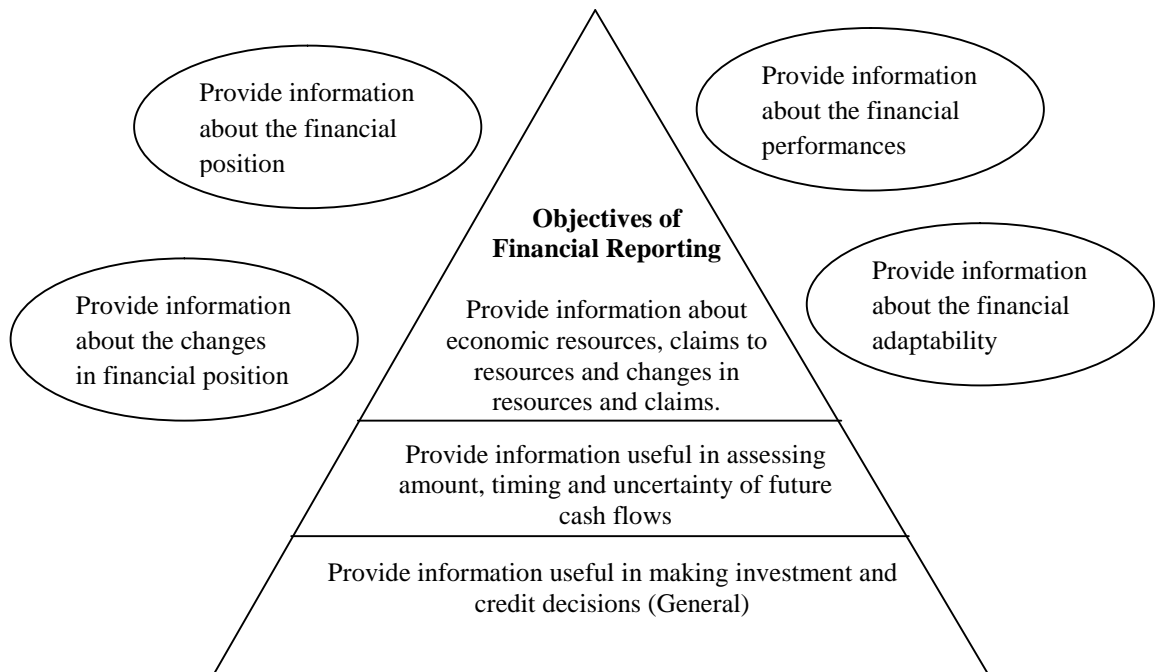 Provide information
about the financial
position
Provide information
about the financial
performances
Provide information
about the changes
in financial position
Provide information
about the financial
adaptability
Objectives of
Financial Reporting
Provide information about
economic resources, claims to
resources and changes in
resources and claims.
Provide information useful in assessing
amount, timing and uncertainty of future
cash flows
Provide information useful in making investment and
credit decisions (General)